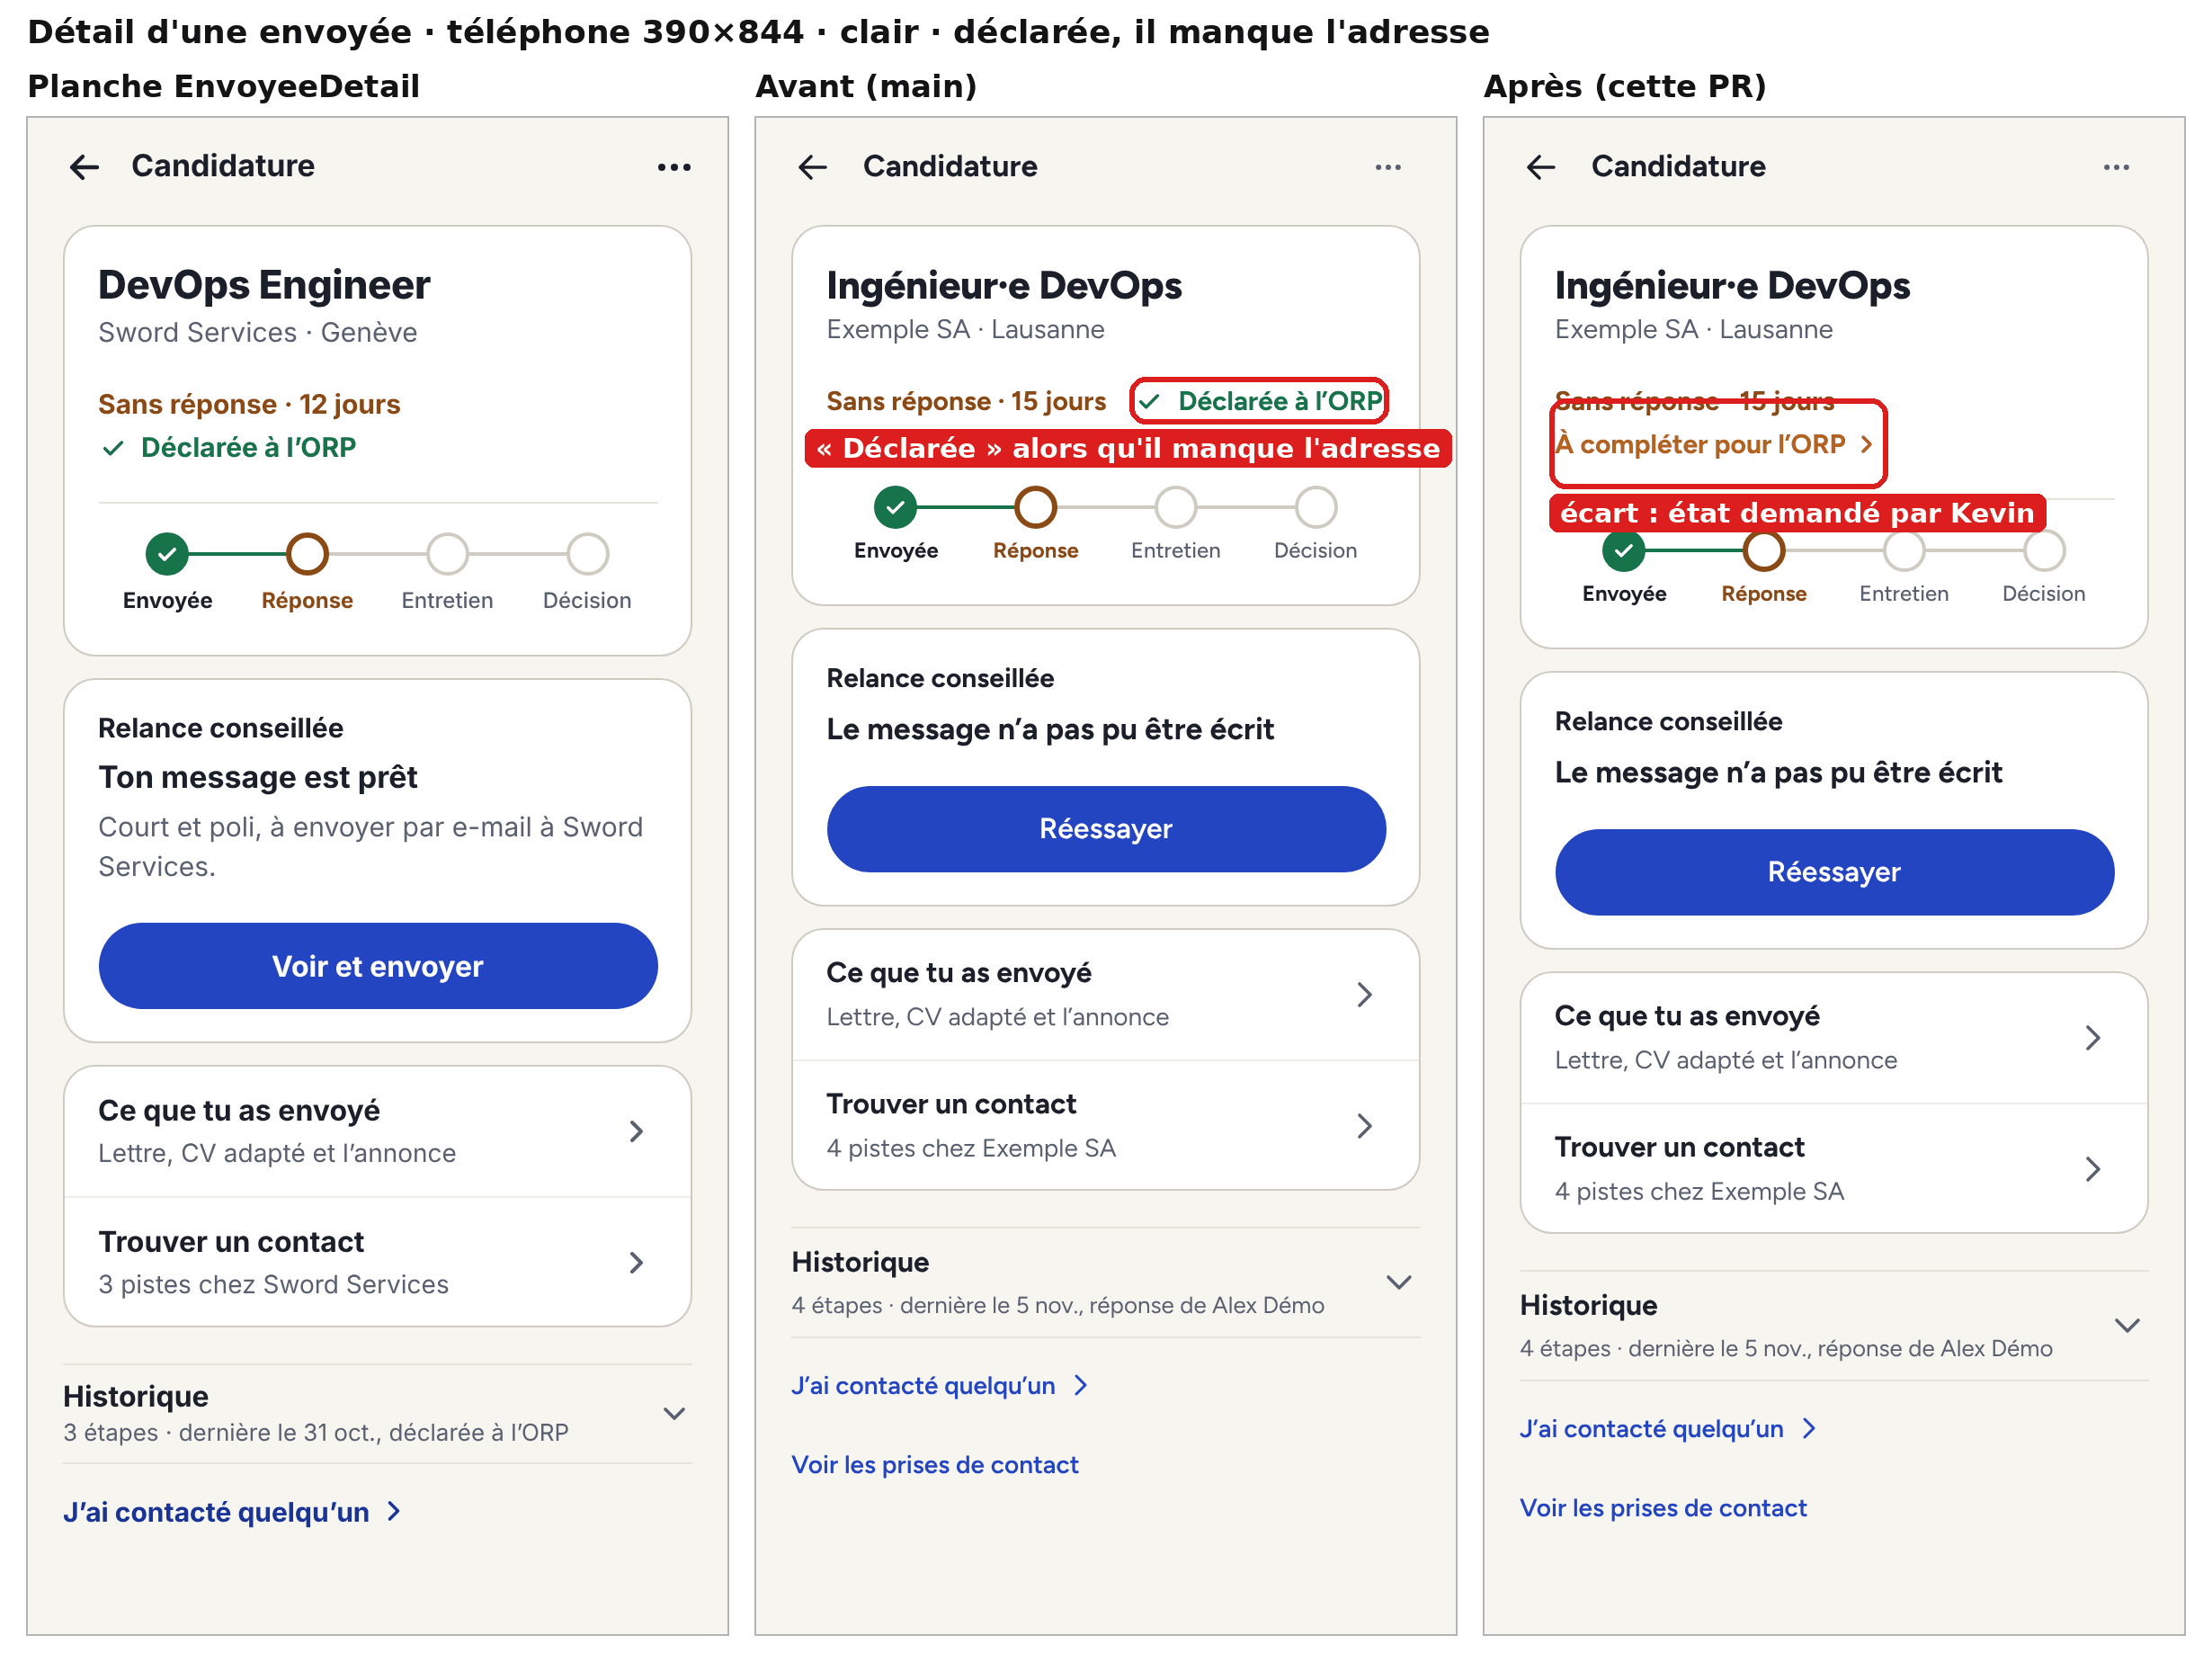 Détail d'une envoyée · téléphone 390×844 · clair · déclarée, il manque l'adresse
Planche EnvoyeeDetail
Candidature
DevOps Engineer
Sword Services · Genève
Sans réponse · 12 jours
Déclarée à l’ORP
Envoyée Réponse Entretien Décision
Relance conseillée
Ton message est prêt
Court et poli, à envoyer par e-mail à Sword
Services.
Voir et envoyer
Ce que tu as envoyé
Lettre, CV adapté et l’annonce
Trouver un contact
3 pistes chez Sword Services
Historique
3 étapes · dernière le 31 oct., déclarée à l’ORP
J’ai contacté quelqu’un
Avant (main)
Candidature
Ingénieur·e DevOps
Exemple SA · Lausanne
Sans réponse · 15 jours Déclarée à l’ORP
« Déclarée » alors qu'il manque l'adresse
Envoyée Réponse Entretien Décision
Relance conseillée
Le message n’a pas pu être écrit
Réessayer
Ce que tu as envoyé
Lettre, CV adapté et l’annonce
Trouver un contact
4 pistes chez Exemple SA
Historique
4 étapes · dernière le 5 nov., réponse de Alex Démo
J’ai contacté quelqu’un
Voir les prises de contact
Après (cette PR)
Candidature
Ingénieur·e DevOps
Exemple SA · Lausanne
Sans réponse · 15 jours
À compléter pour l’ORP
écart : état demandé par Kevin
Envoyée Réponse Entretien Décision
Relance conseillée
Le message n’a pas pu être écrit
Réessayer
Ce que tu as envoyé
Lettre, CV adapté et l’annonce
Trouver un contact
4 pistes chez Exemple SA
Historique
4 étapes · dernière le 5 nov., réponse de Alex Démo
J’ai contacté quelqu’un
Voir les prises de contact